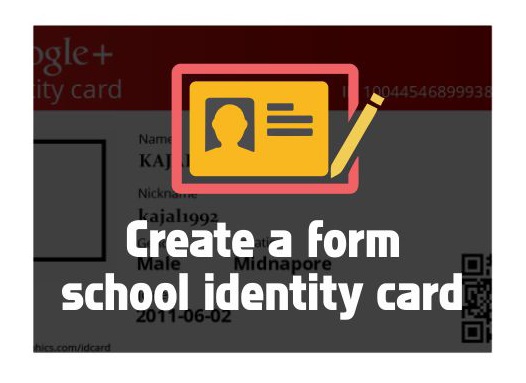 ogle+
ity card
10044546899938
Name
KAJ
Nickname
kajal1992
Create a form
Male Midnapore
school identity card
2011-06-02
hics.com/idcard